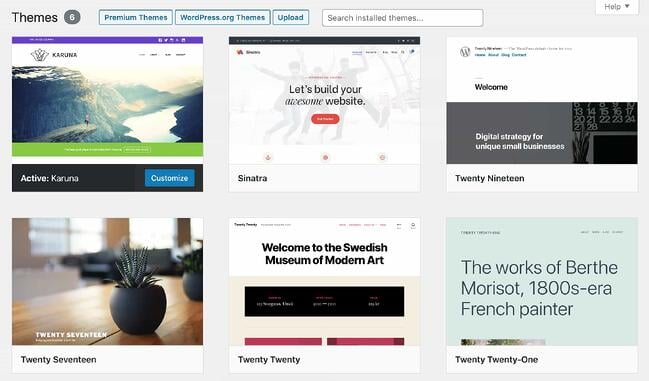 Help ▼
Themes 6 Premium Themes WordPress.org Themes Upload Search installed themes...
KARUNA
Sinatra
Let's build your
awesome website.
Twenty Nineteen
Welcome
Digital strategy for
unique small businesses
Active: Karuna Customize
Sinatra
Twenty Nineteen
TWENTY SEVENTEEN
Twenty Twenty
Welcome to the Swedish
Museum of Modern Art
TWENTY TWENTY-ONE
The works of Berthe
Morisot, 1800s-era
French painter
Twenty Seventeen
Twenty Twenty
Twenty Twenty-One